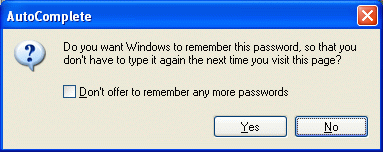 AutoComplete
Do you want Windows to remember this password, so that you
don't have to type it again the next time you visit this page?
Don't offer to remember any more passwords
Yes No